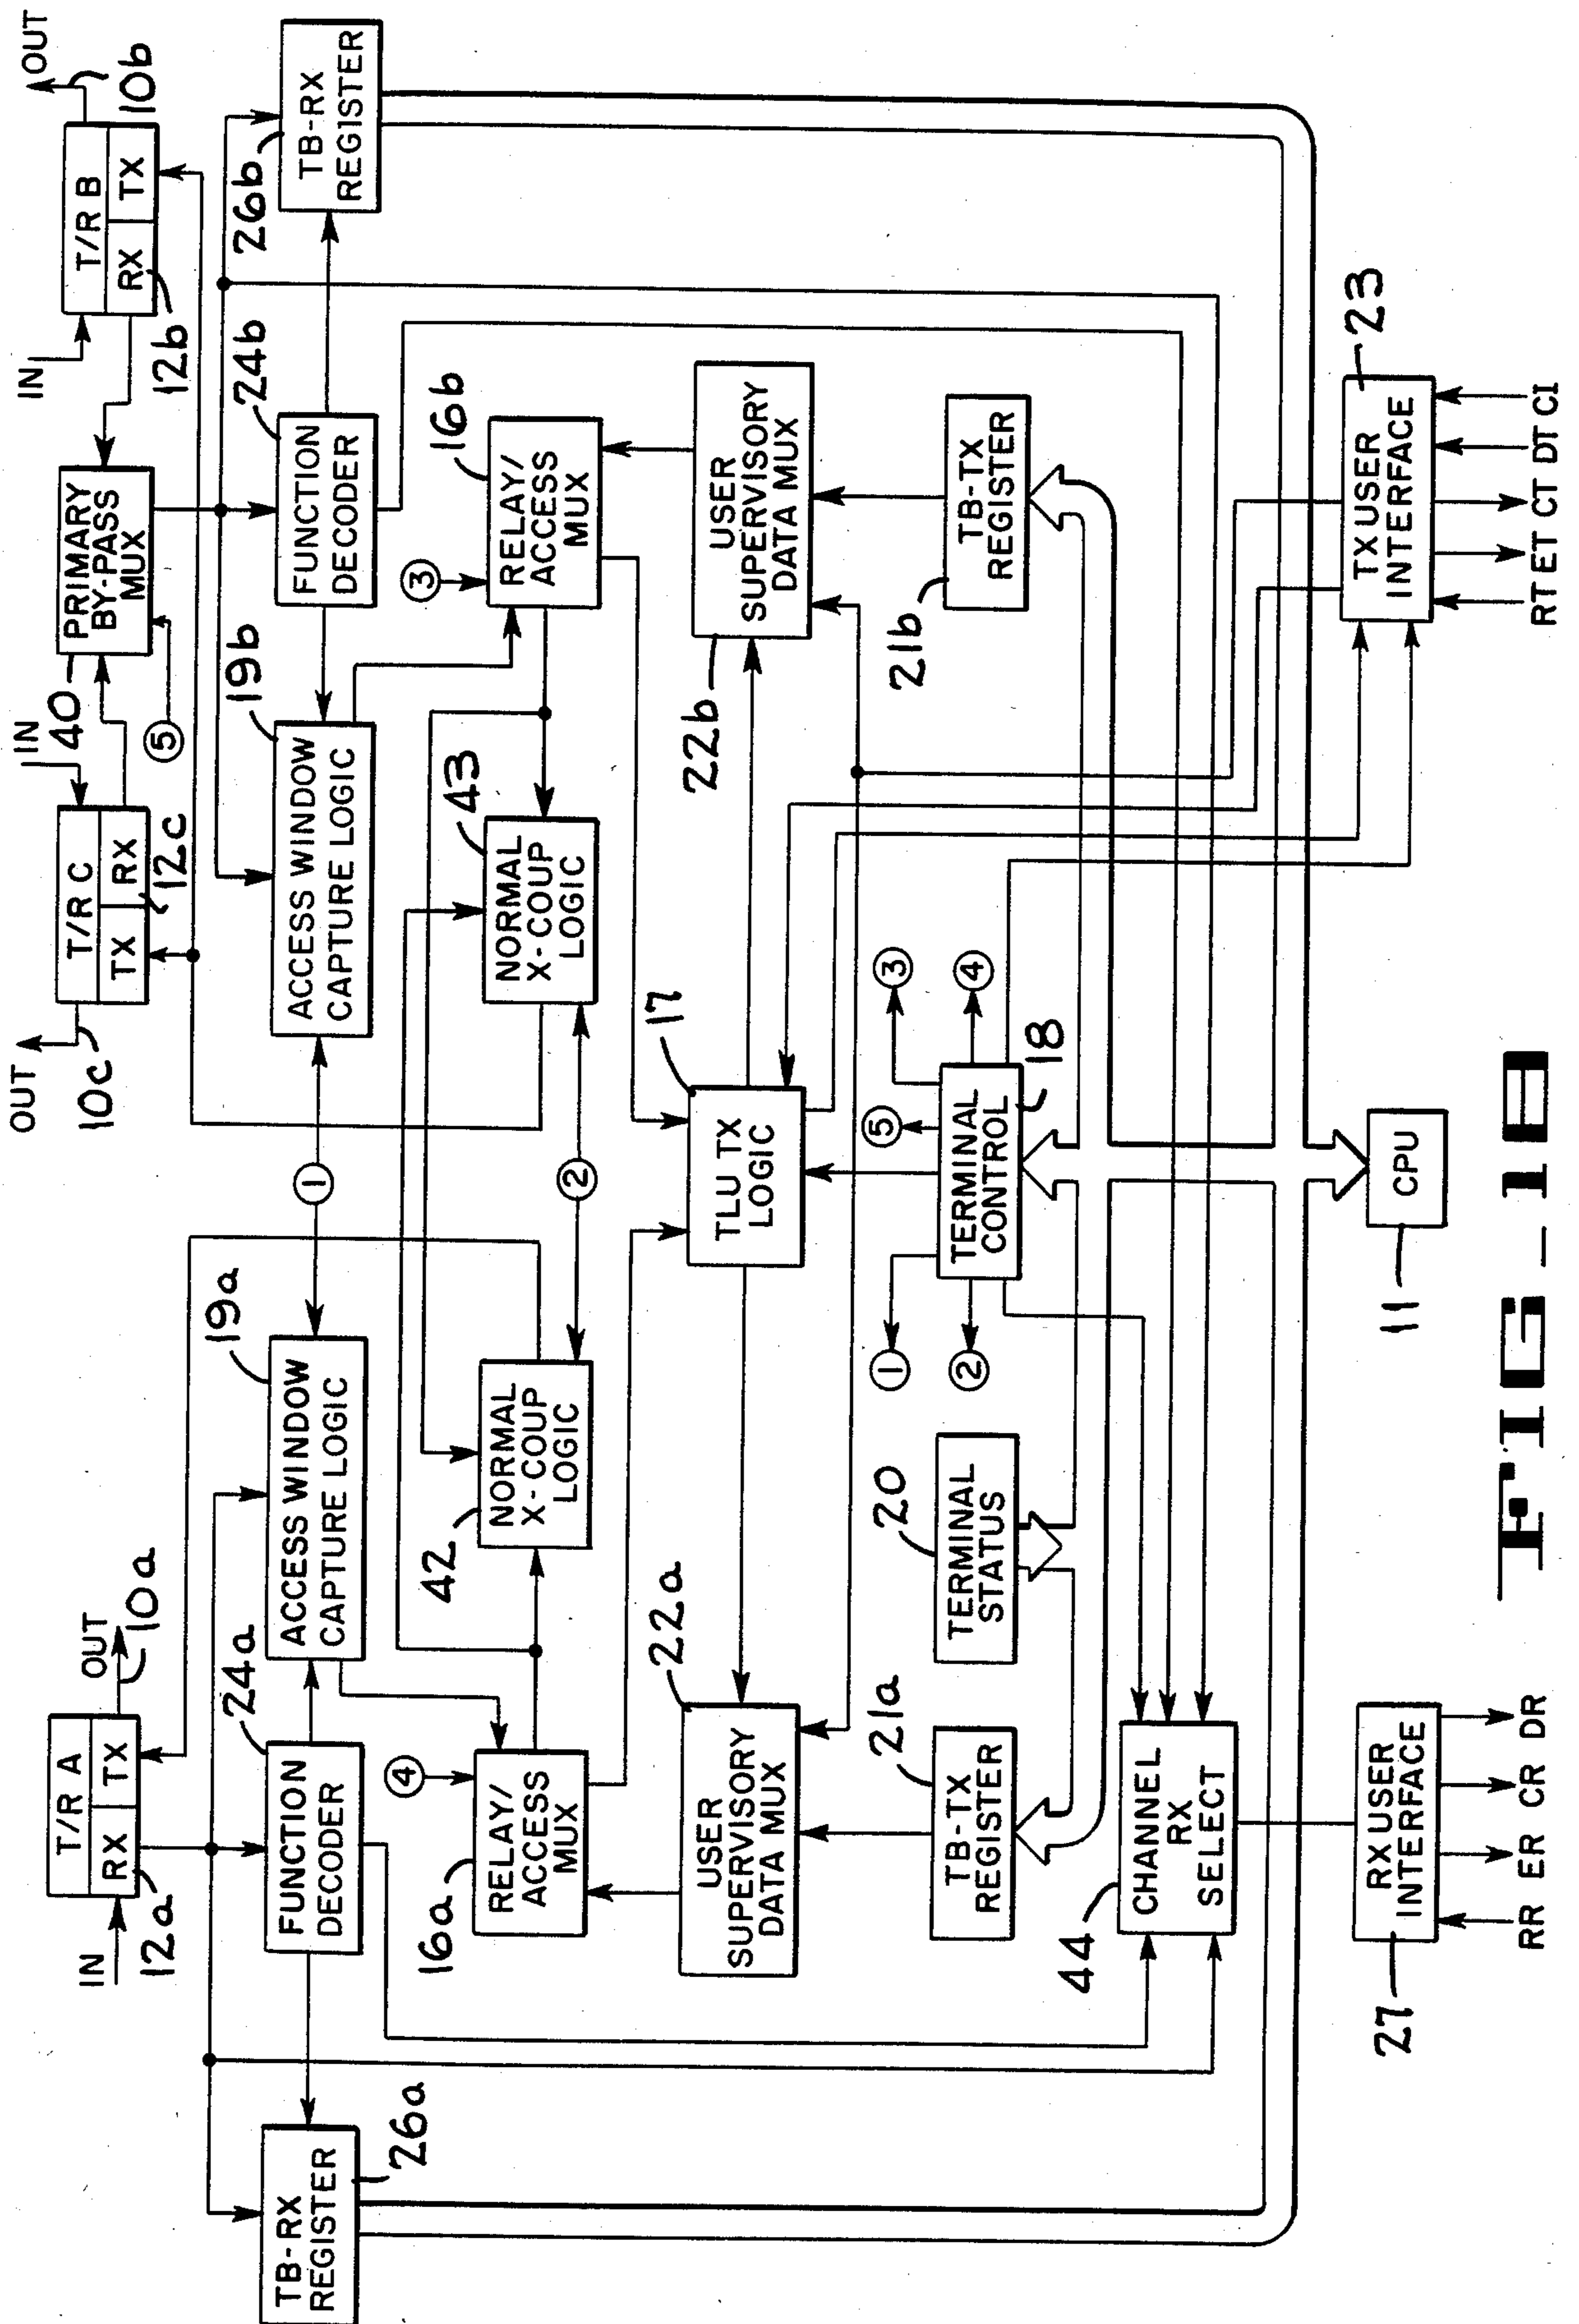 IN
OUT
T/R A
RX
TX
12a
10a
OUT
10c
T/R C
TX
RX
12c
IN
40
PRIMARY
BY-PASS
MUX
5
IN
T/R B
RX
TX
12b
OUT
10b
TB-RX
REGISTER
26a
FUNCTION
DECODER
24a
ACCESS WINDOW
CAPTURE LOGIC
19a
1
ACCESS WINDOW
CAPTURE LOGIC
19b
FUNCTION
DECODER
24b
TB-RX
REGISTER
26b
4
RELAY/
ACCESS
MUX
16a
NORMAL
X-COUP
LOGIC
42
2
NORMAL
X-COUP
LOGIC
43
3
RELAY/
ACCESS
MUX
16b
USER
SUPERVISORY
DATA MUX
22a
TLU TX
LOGIC
17
USER
SUPERVISORY
DATA MUX
22b
TB-TX
REGISTER
21a
TERMINAL
STATUS
20
1
2
5
3
4
TERMINAL
CONTROL
18
TB-TX
REGISTER
21b
CHANNEL
RX
SELECT
44
RX USER
INTERFACE
27
RR ER CR DR
CPU
11
TX USER
INTERFACE
23
RT ET CT DT CI
FIG_1B